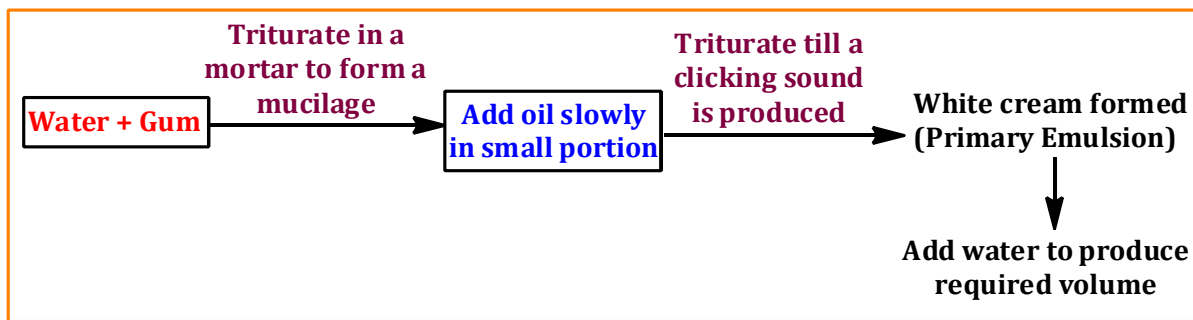 Water + Gum
Triturate in a
mortar to form a
mucilage
Add oil slowly
in small portion
Triturate till a
clicking sound
is produced
White cream formed
(Primary Emulsion)
Add water to produce
required volume